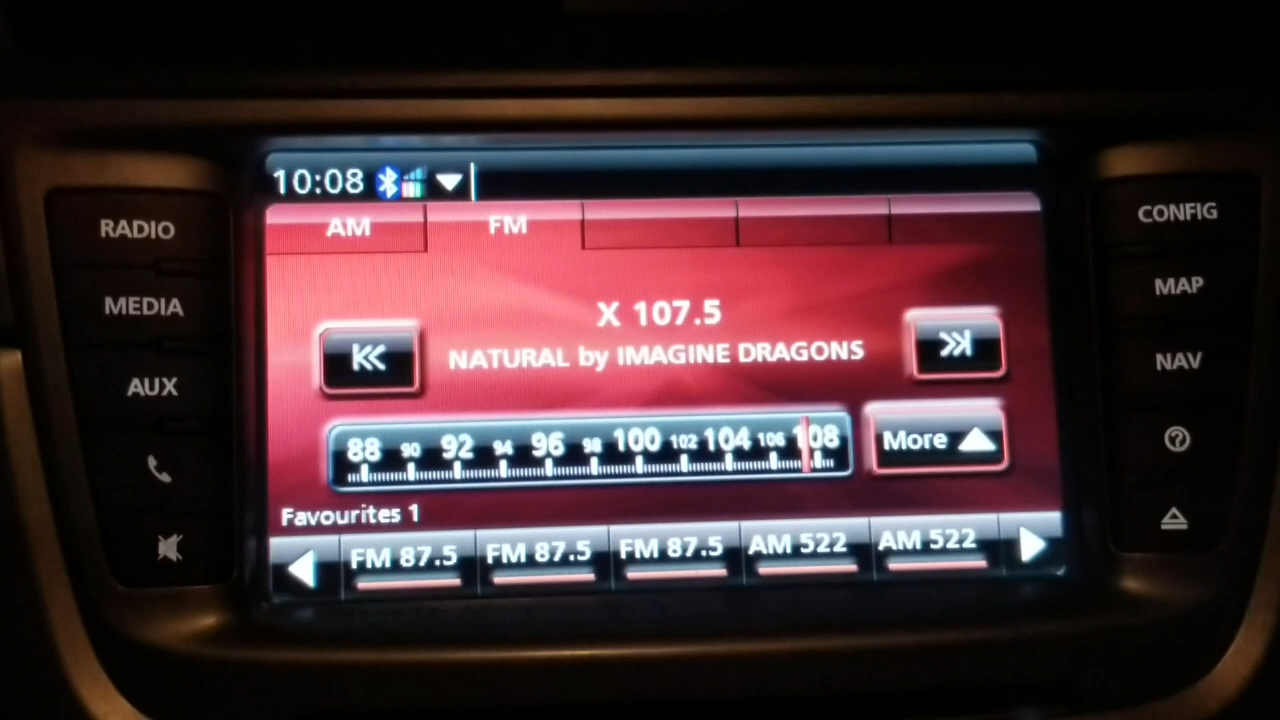 10:08
AM FM
X 107.5
NATURAL by IMAGINE DRAGONS
88 90 92 94 96 98 100 102 104 106 108
More
Favourites 1
FM 87.5 FM 87.5 FM 87.5 AM 522 AM 522
RADIO
MEDIA
AUX
CONFIG
MAP
NAV